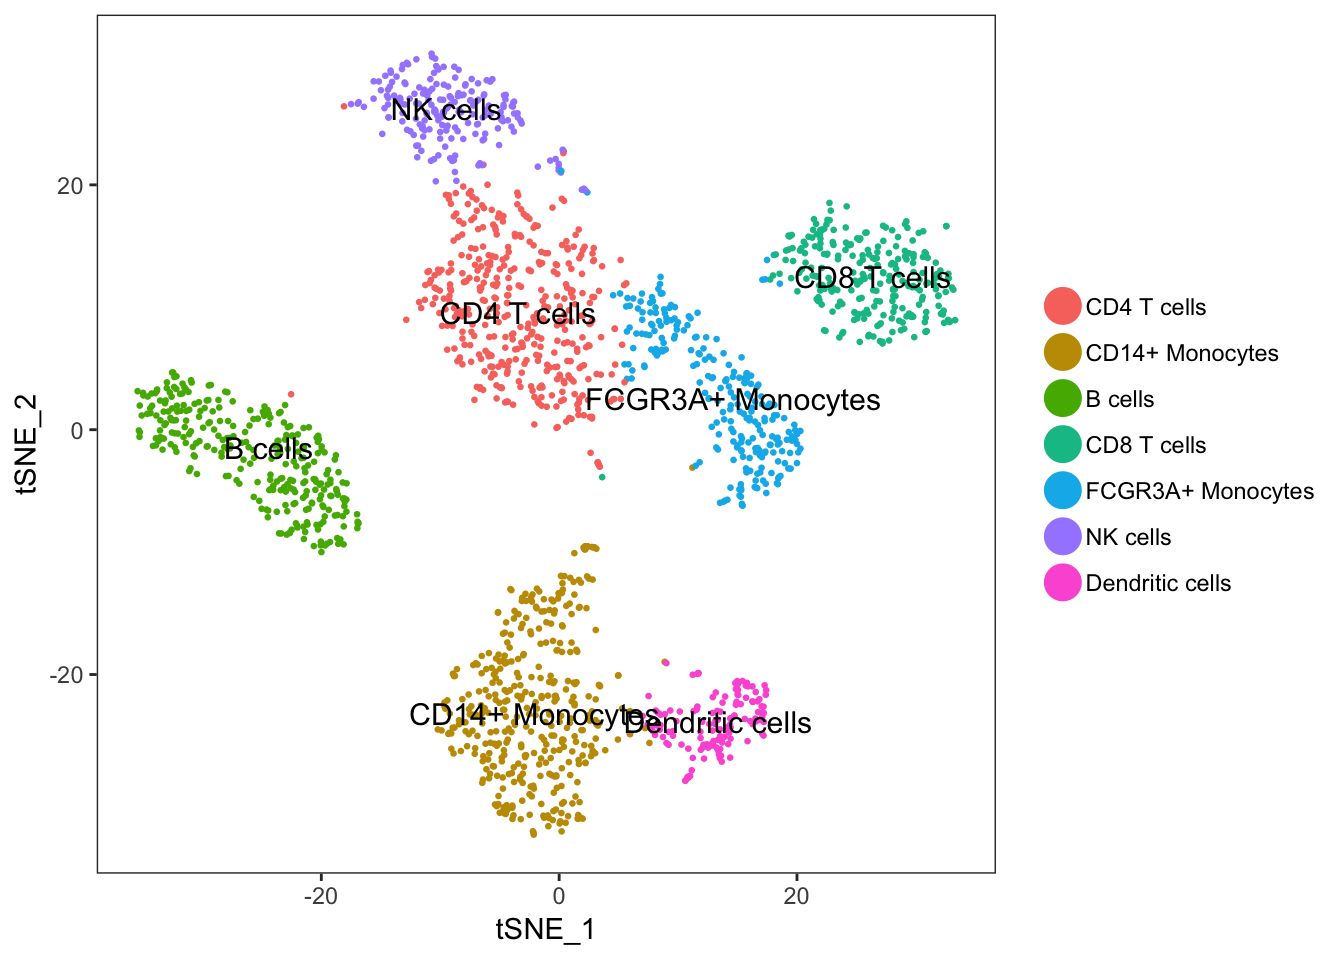 NK cells
20
CD8 T cells
CD4 T cells
CD4 T cells
CD14+ Monocytes
FCGR3A+ Monocytes
B cells
0
B cells
CD8 T cells
tSNE_2
FCGR3A+ Monocytes
NK cells
Dendritic cells
-20
CD14+ Monocytes
Dendritic cells
-20
0
20
tSNE_1